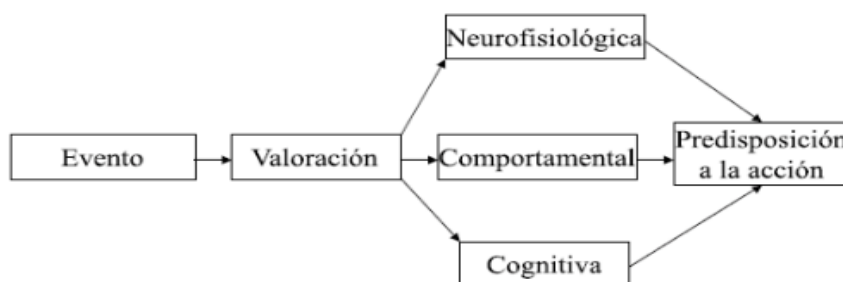 Neurofisiológica
Evento
Valoración
Comportamental
Predisposición
a la acción
Cognitiva